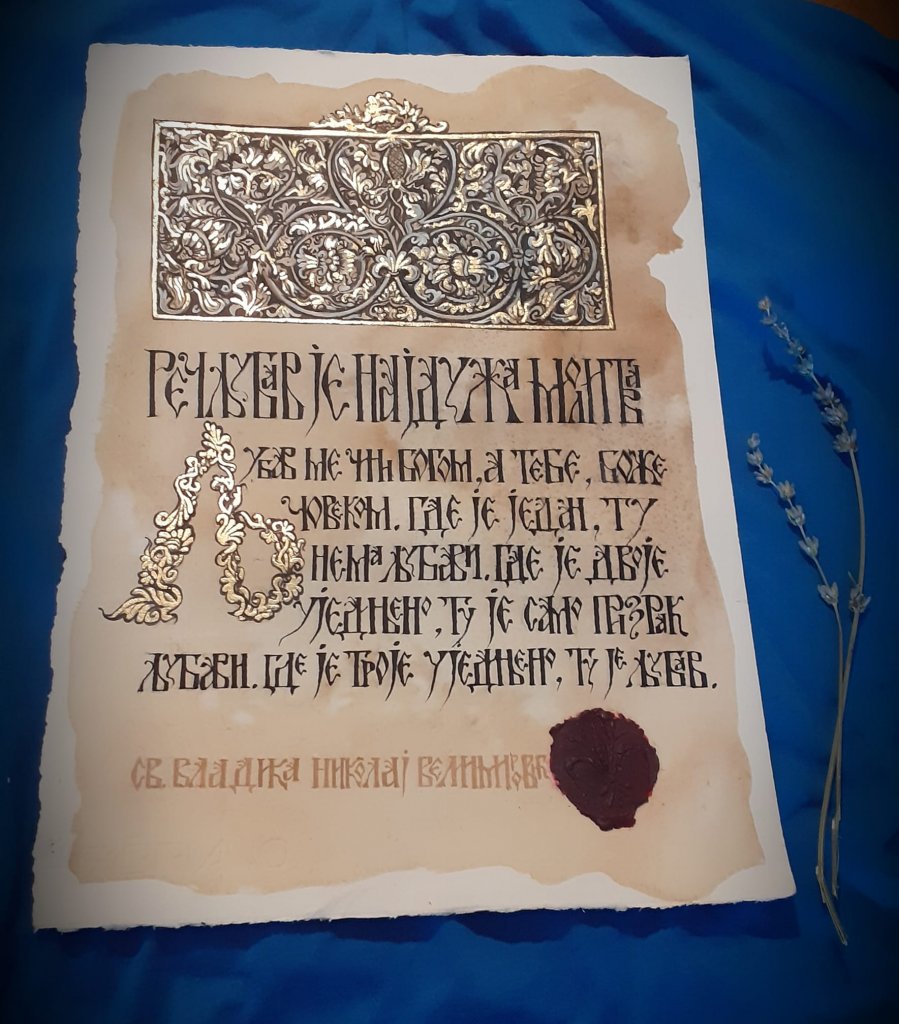 РЕЧ ЉУБАВ ЈЕ НАЈДУЖА МОЛИТВА
ЉУБАВ МЕ ЧИНИ БОГОМ, А ТЕБЕ, БОЖЕ
ЧОВЕКОМ. ГДЕ ЈЕ ЈЕДАН, ТУ
НЕМА ЉУБАВИ. ГДЕ ЈЕ ДВОЈЕ
УЈЕДИЊЕНО, ТУ ЈЕ САМО ПРИЗРАК
ЉУБАВИ. ГДЕ ЈЕ ТРОЈЕ УЈЕДИЊЕНО, ТУ ЈЕ ЉУБАВ.
СВ. ВЛАДИКА НИКОЛАЈ ВЕЛИМИРОВИЋ